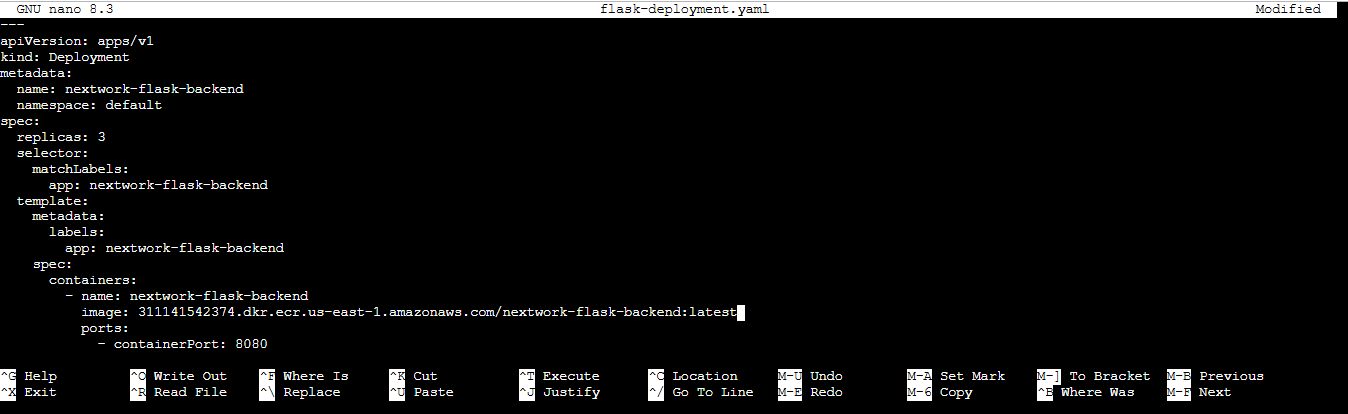 GNU nano 8.3 flask-deployment.yaml Modified
---
apiVersion: apps/v1
kind: Deployment
metadata:
  name: nextwork-flask-backend
  namespace: default
spec:
  replicas: 3
  selector:
    matchLabels:
      app: nextwork-flask-backend
  template:
    metadata:
      labels:
        app: nextwork-flask-backend
    spec:
      containers:
        - name: nextwork-flask-backend
          image: 311141542374.dkr.ecr.us-east-1.amazonaws.com/nextwork-flask-backend:latest
          ports:
            - containerPort: 8080
^G Help ^O Write Out ^F Where Is ^K Cut ^T Execute ^C Location M-U Undo M-A Set Mark M-] To Bracket M-B Previous
^X Exit ^R Read File ^\ Replace ^U Paste ^J Justify ^/ Go To Line M-E Redo M-6 Copy ^B Where Was M-F Next